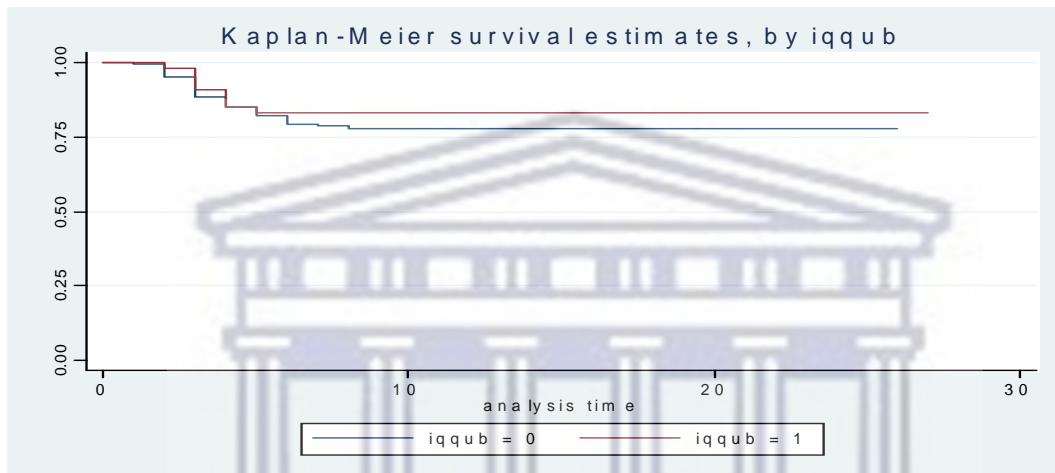 Kaplan-Meier survival estimates, by iqqub
1.00
0.75
0.50
0.25
0.00
0 10 20 30
analysis time
iqqub = 0 iqqub = 1